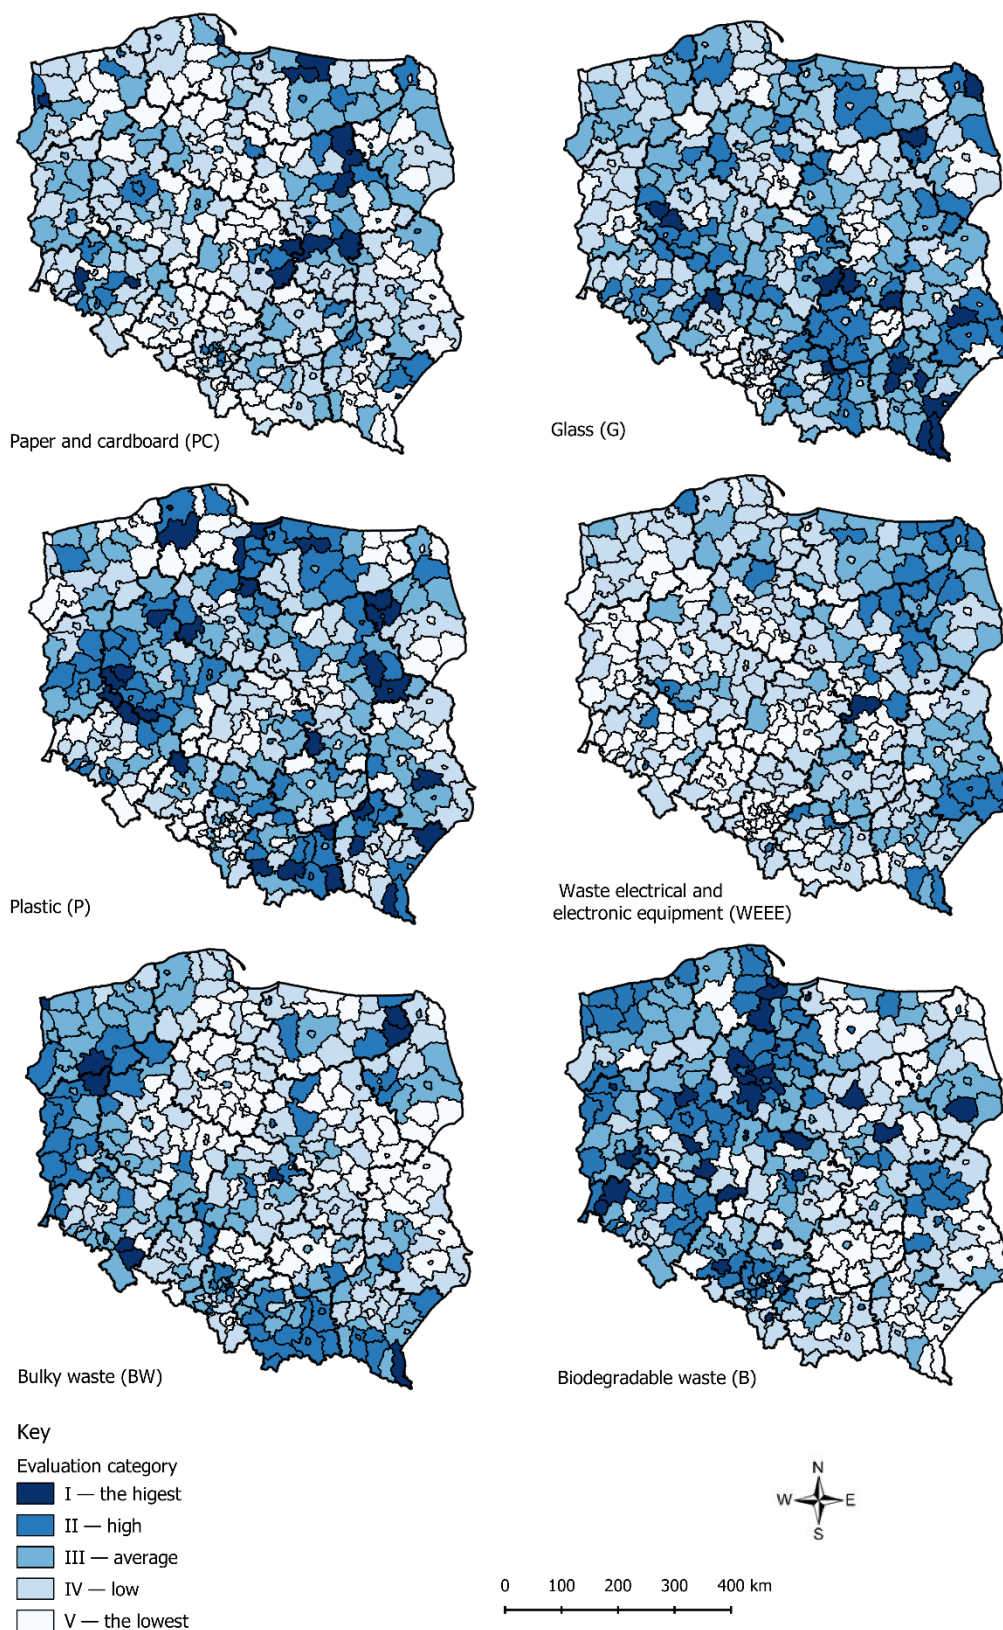 Paper and cardboard (PC)
Glass (G)
Plastic (P)
Waste electrical and
electronic equipment (WEEE)
Bulky waste (BW)
Biodegradable waste (B)
Key
Evaluation category
I — the higest
II — high
III — average
IV — low
V — the lowest
N
W E
S
0 100 200 300 400 km